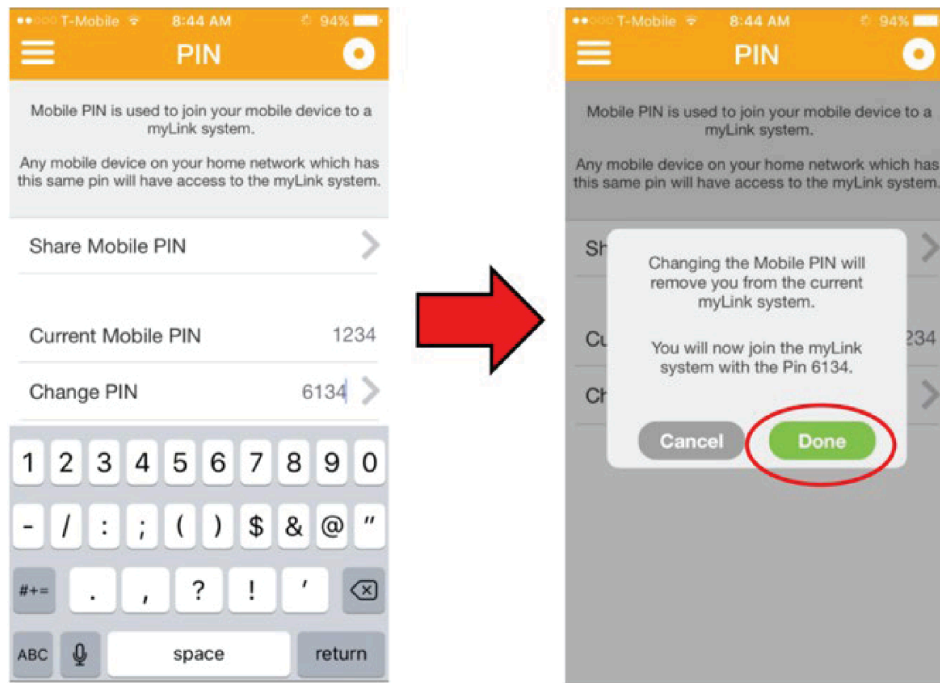 T-Mobile 8:44 AM 94%
PIN
Mobile PIN is used to join your mobile device to a
myLink system.
Any mobile device on your home network which has
this same pin will have access to the myLink system.
Share Mobile PIN
Current Mobile PIN 1234
Change PIN 6134
1 2 3 4 5 6 7 8 9 0
- / : ; ( ) $ & @ "
#+= . , ? ! '
ABC space return
T-Mobile 8:44 AM 94%
PIN
Mobile PIN is used to join your mobile device to a
myLink system.
Any mobile device on your home network which has
this same pin will have access to the myLink system.
Sh
Changing the Mobile PIN will
remove you from the current
myLink system.
Cu 234
You will now join the myLink
system with the Pin 6134.
Ch
Cancel Done